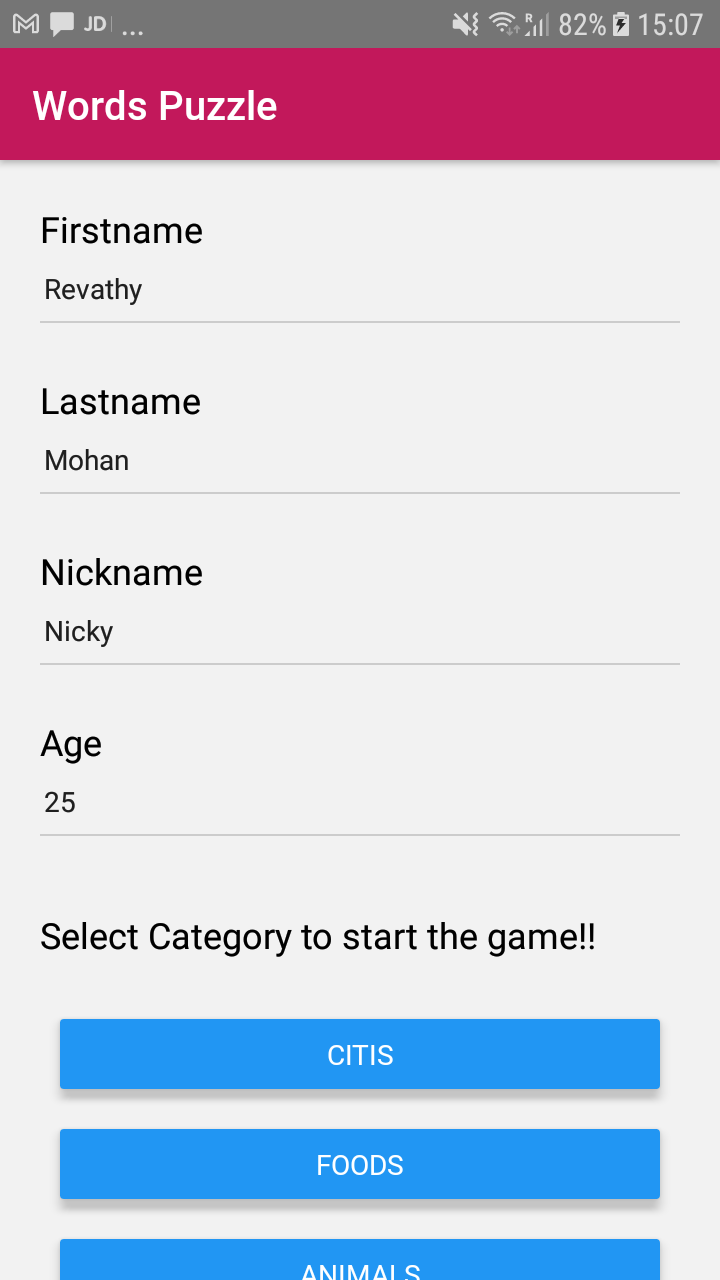 JD ... R 82% 15:07
Words Puzzle
Firstname
Revathy
Lastname
Mohan
Nickname
Nicky
Age
25
Select Category to start the game!!
CITIS
FOODS
ANIMALS